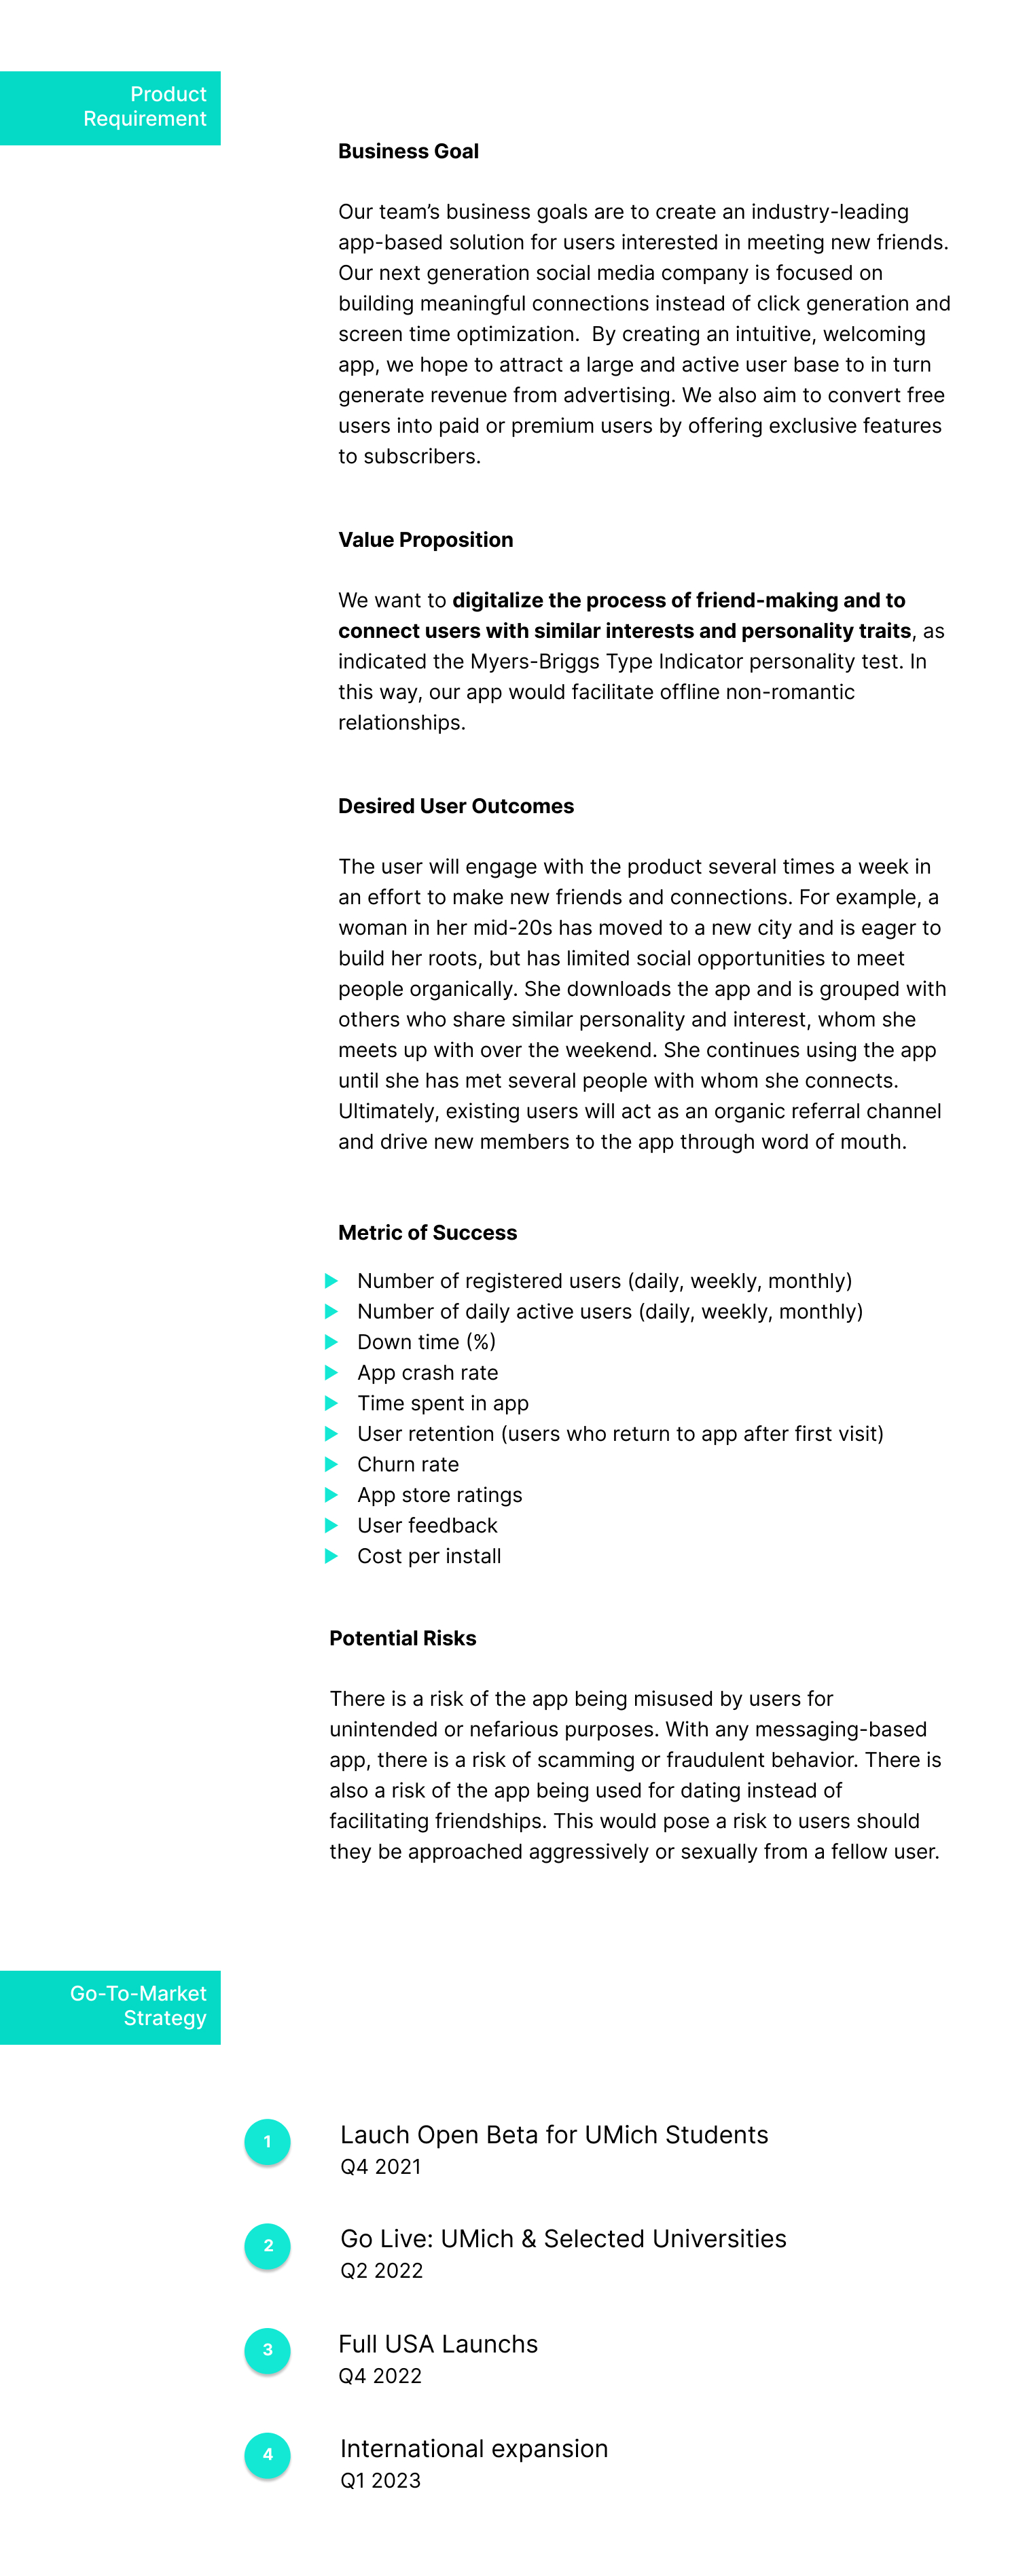 Product
Requirement
Business Goal
Our team’s business goals are to create an industry-leading
app-based solution for users interested in meeting new friends.
Our next generation social media company is focused on
building meaningful connections instead of click generation and
screen time optimization.  By creating an intuitive, welcoming
app, we hope to attract a large and active user base to in turn
generate revenue from advertising. We also aim to convert free
users into paid or premium users by offering exclusive features
to subscribers.
Value Proposition
We want to digitalize the process of friend-making and to
connect users with similar interests and personality traits, as
indicated the Myers-Briggs Type Indicator personality test. In
this way, our app would facilitate offline non-romantic
relationships.
Desired User Outcomes
The user will engage with the product several times a week in
an effort to make new friends and connections. For example, a
woman in her mid-20s has moved to a new city and is eager to
build her roots, but has limited social opportunities to meet
people organically. She downloads the app and is grouped with
others who share similar personality and interest, whom she
meets up with over the weekend. She continues using the app
until she has met several people with whom she connects.
Ultimately, existing users will act as an organic referral channel
and drive new members to the app through word of mouth.
Metric of Success
Number of registered users (daily, weekly, monthly)
Number of daily active users (daily, weekly, monthly)
Down time (%)
App crash rate
Time spent in app
User retention (users who return to app after first visit)
Churn rate
App store ratings
User feedback
Cost per install
Potential Risks
There is a risk of the app being misused by users for
unintended or nefarious purposes. With any messaging-based
app, there is a risk of scamming or fraudulent behavior. There is
also a risk of the app being used for dating instead of
facilitating friendships. This would pose a risk to users should
they be approached aggressively or sexually from a fellow user.
Go-To-Market
Strategy
1
Lauch Open Beta for UMich Students
Q4 2021
2
Go Live: UMich & Selected Universities
Q2 2022
3
Full USA Launchs
Q4 2022
4
International expansion
Q1 2023